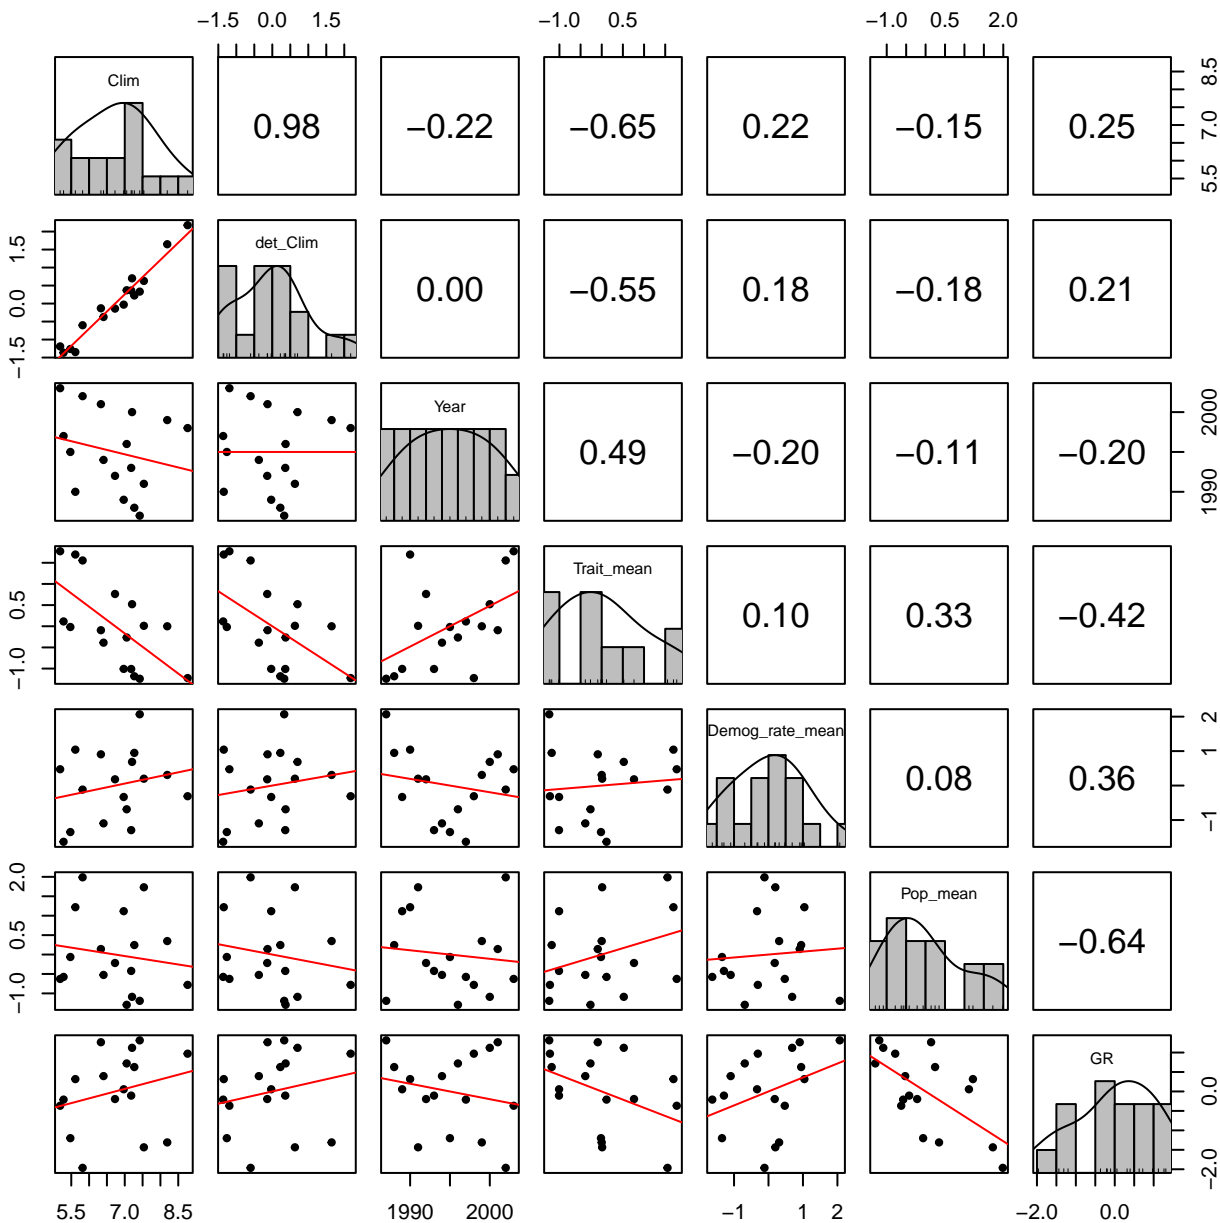 −1.5 0.0 1.5 −1.0 0.5 −1.0 0.5 2.0
Clim 0.98 −0.22 −0.65 0.22 −0.15 0.25 5.5 7.0 8.5
−1.5 0.0 1.5 det_Clim 0.00 −0.55 0.18 −0.18 0.21
Year 0.49 −0.20 −0.11 −0.20 1990 2000
−1.0 0.5 Trait_mean 0.10 0.33 −0.42
Demog_rate_mean 0.08 0.36 −1 1 2
−1.0 0.5 2.0 Pop_mean −0.64
GR −2.0 0.0
5.5 7.0 8.5 1990 2000 −1 1 2 −2.0 0.0